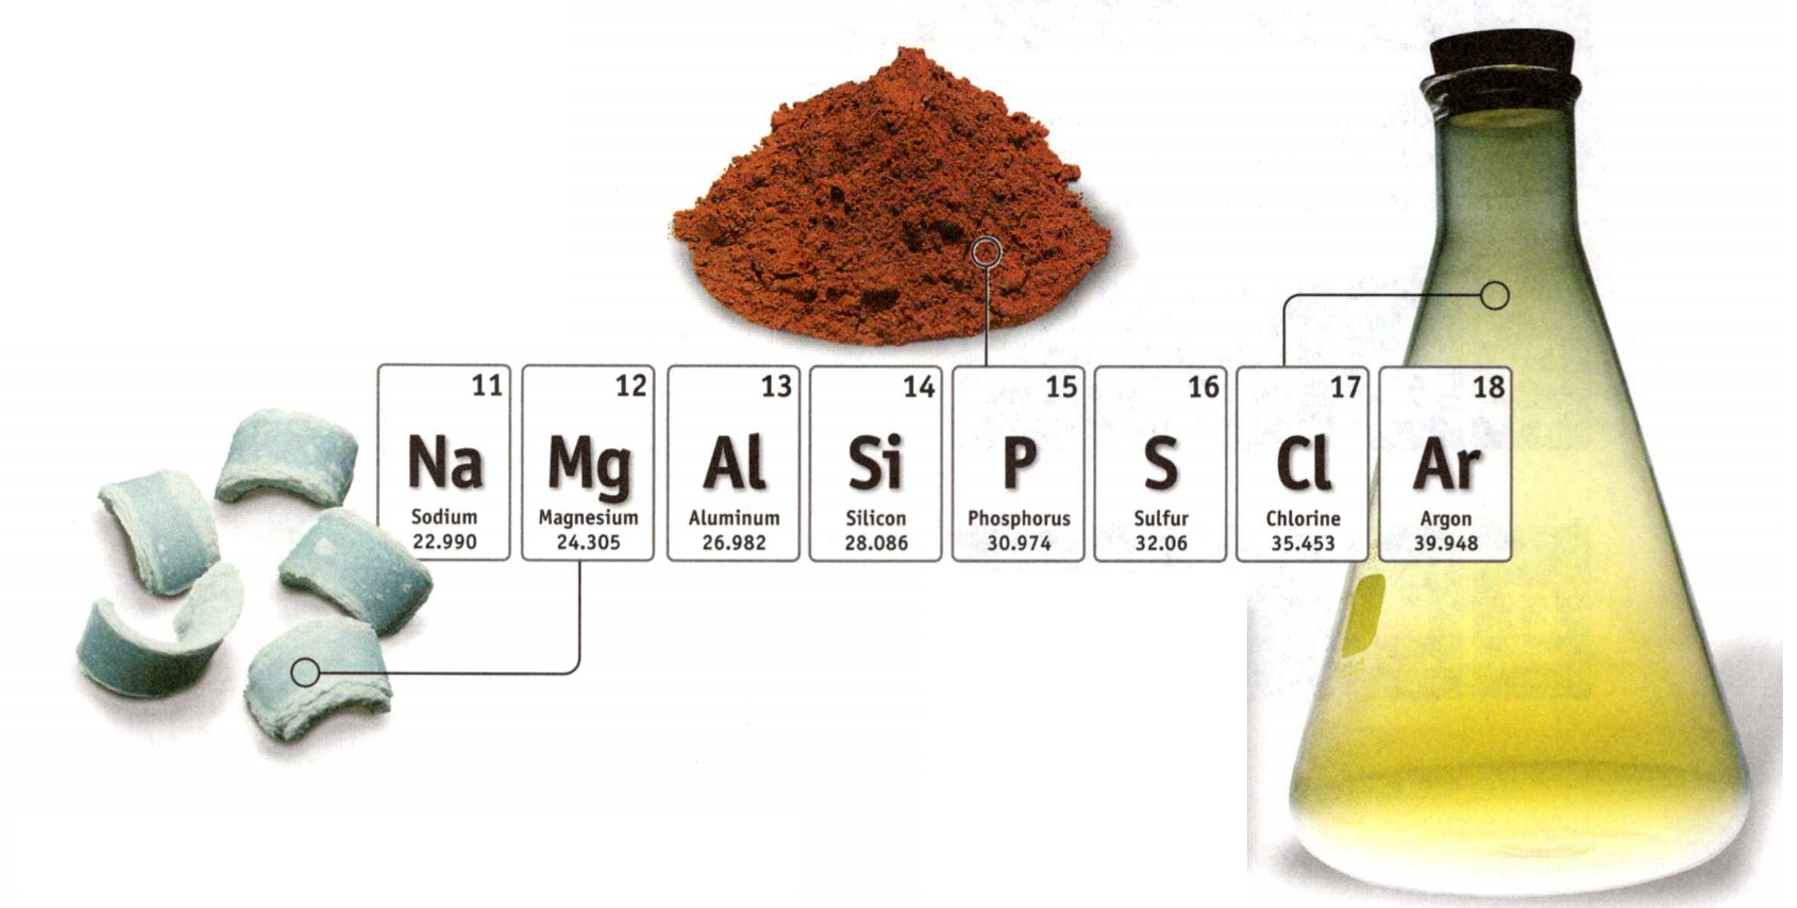 11
Na
Sodium
22.990
12
Mg
Magnesium
24.305
13
Al
Aluminum
26.982
14
Si
Silicon
28.086
15
P
Phosphorus
30.974
16
S
Sulfur
32.06
17
Cl
Chlorine
35.453
18
Ar
Argon
39.948